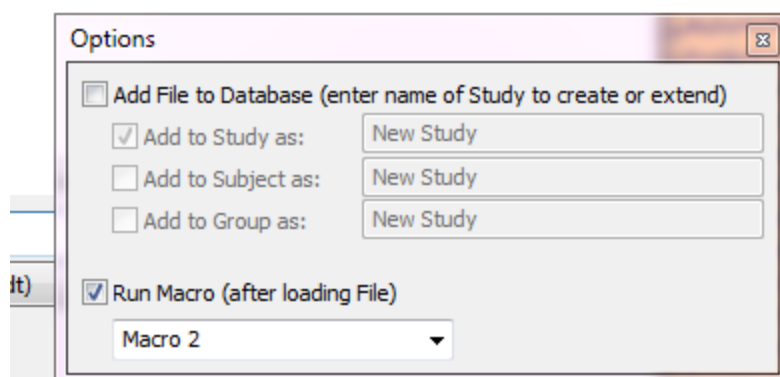 Options
Add File to Database (enter name of Study to create or extend)
Add to Study as: New Study
Add to Subject as: New Study
Add to Group as: New Study
dt)
Run Macro (after loading File)
Macro 2